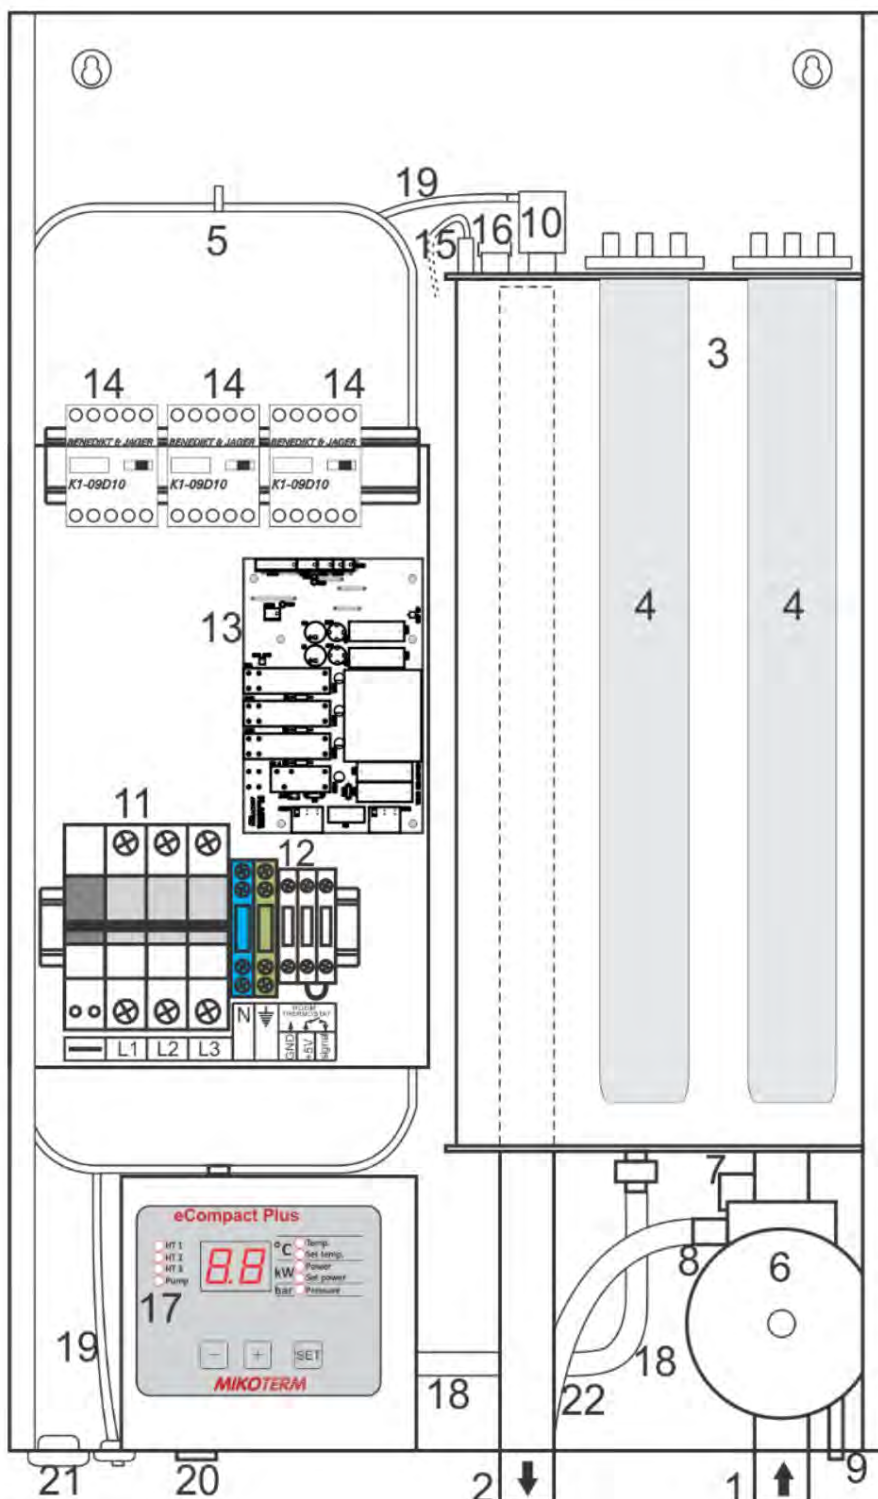 19
5
15
16
10
3
14
14
14
BENEDIKT & JAGER
BENEDIKT & JAGER
BENEDIKT & JAGER
K1-09D10
K1-09D10
K1-09D10
4
4
13
11
12
N
ROOM
THERMOSTAT
GND
+5V
signal
L1
L2
L3
7
eCompact Plus
HT 1
HT 2
HT 3
Pump
8.8
°C
kW
bar
Temp.
Set temp.
Power
Set power
Pressure
8
6
17
19
-
+
SET
MIKOTERM
18
22
18
21
20
2
1
9